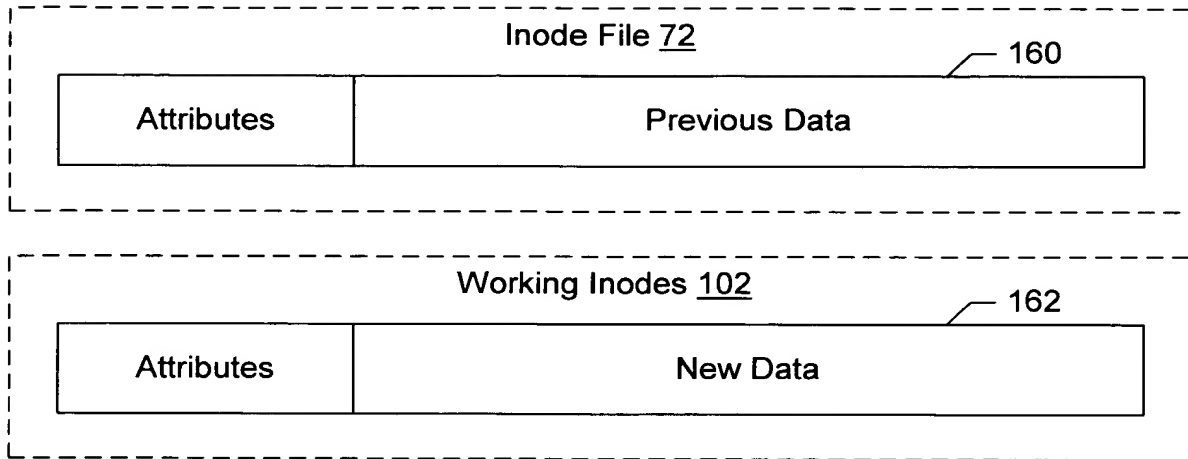 Inode File 72
160
Attributes
Previous Data
Working Inodes 102
162
Attributes
New Data